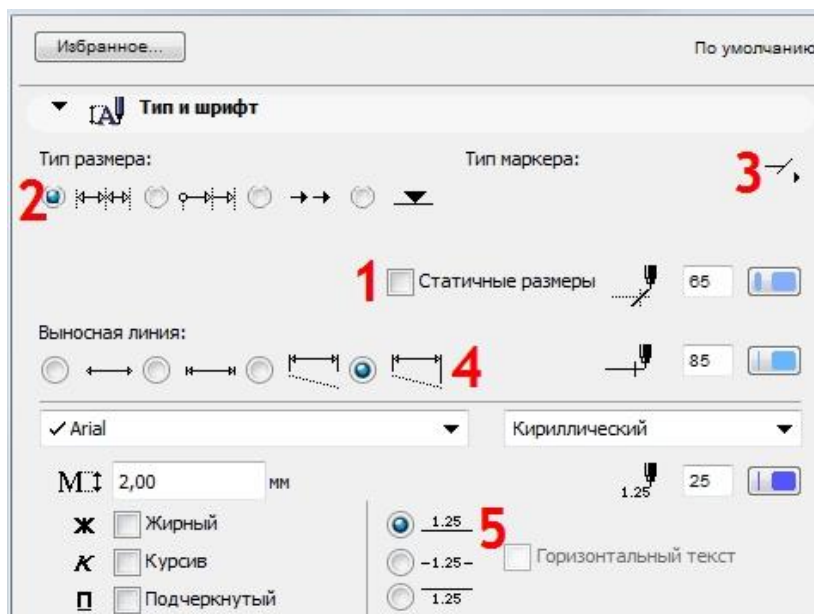 Избранное...
По умолчанию
Тип и шрифт
Тип размера:
Тип маркера:
3
2
1
Статичные размеры
65
Выносная линия:
4
85
✓ Arial
Кириллический
М
2,00
мм
1.25
25
Ж
Жирный
1.25
5
К
Курсив
–1.25–
Горизонтальный текст
П
Подчеркнутый
1.25